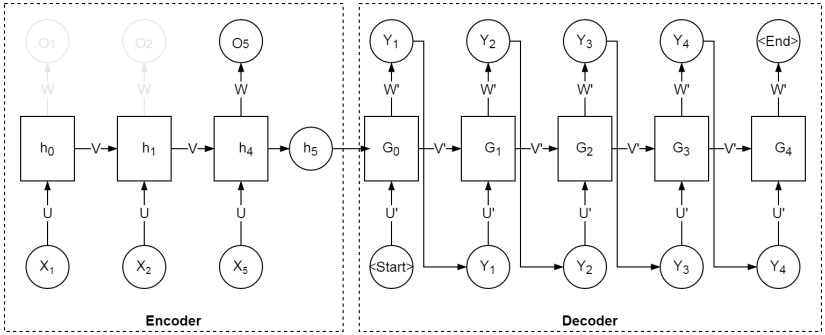 O₁ O₂ O₅ Y₁ Y₂ Y₃ Y₄ <End>
W W W W' W' W' W' W'
h₀ V h₁ V h₄ h₅ G₀ V' G₁ V' G₂ V' G₃ V' G₄
U U U U' U' U' U' U'
X₁ X₂ X₅ <Start> Y₁ Y₂ Y₃ Y₄
Encoder Decoder